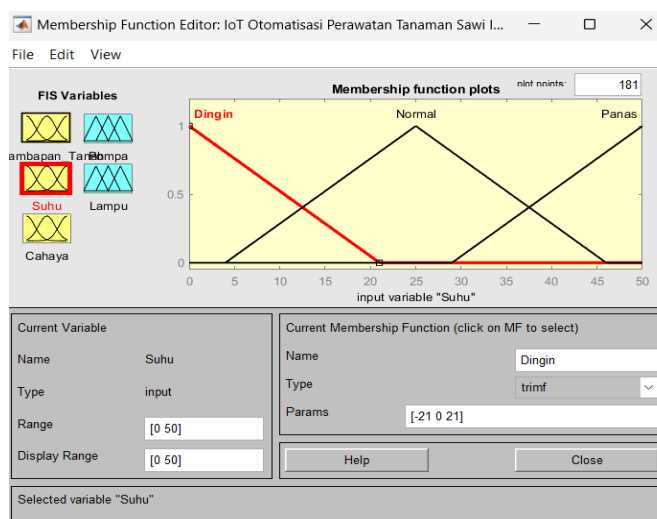 Membership Function Editor: IoT Otomatisasi Perawatan Tanaman Sawi I...
File Edit View
FIS Variables
Membership function plots
plot points:
181
Dingin
Normal
Panas
1
0.5
0
0 5 10 15 20 25 30 35 40 45 50
input variable "Suhu"
Pompa
Suhu
Lampu
Cahaya
Current Variable
Name Suhu
Type input
Range [0 50]
Display Range [0 50]
Current Membership Function (click on MF to select)
Name Dingin
Type trimf
Params [-21 0 21]
Help Close
Selected variable "Suhu"